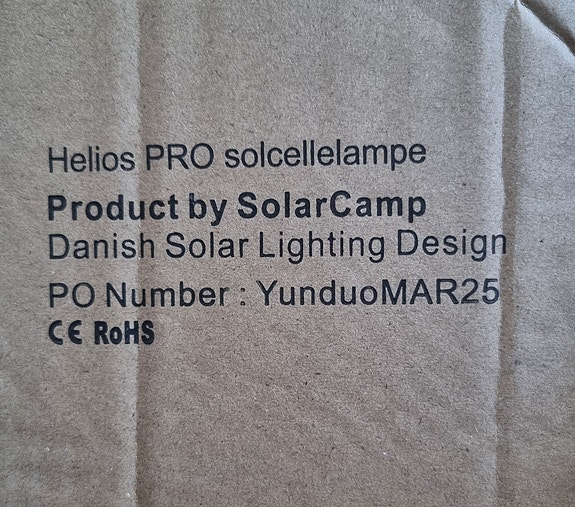 Helios PRO solcellelampe
Product by SolarCamp
Danish Solar Lighting Design
PO Number : YunduoMAR25
CE RoHS